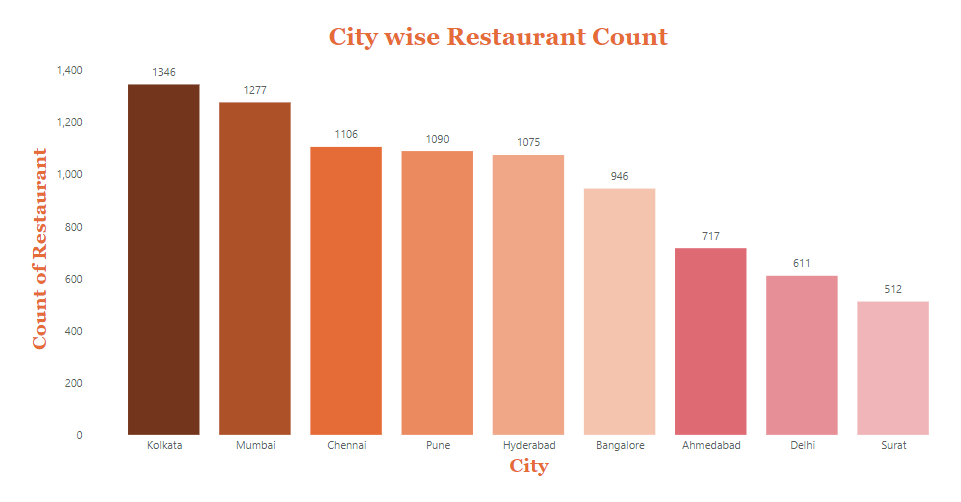 City wise Restaurant Count
Count of Restaurant
1,400
1,200
1,000
800
600
400
200
0
1346
1277
1106
1090
1075
946
717
611
512
Kolkata
Mumbai
Chennai
Pune
Hyderabad
Bangalore
Ahmedabad
Delhi
Surat
City